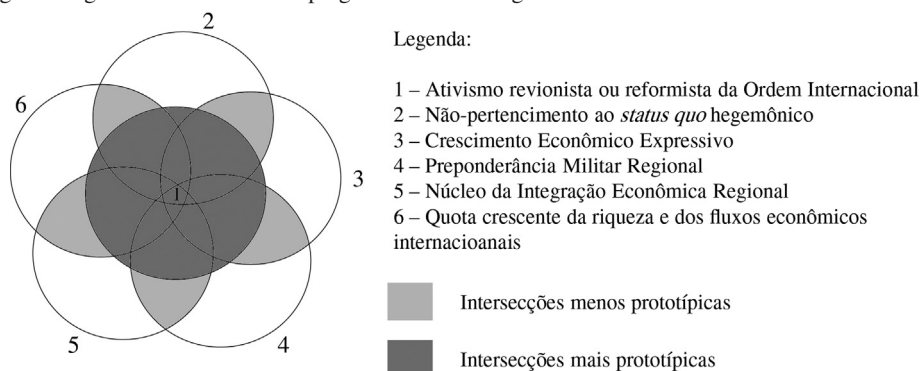 2
6
1
3
5
4
Legenda:
1 – Ativismo revionista ou reformista da Ordem Internacional
2 – Não-pertencimento ao status quo hegemônico
3 – Crescimento Econômico Expressivo
4 – Preponderância Militar Regional
5 – Núcleo da Integração Econômica Regional
6 – Quota crescente da riqueza e dos fluxos econômicos
internacioanais
Intersecções menos prototípicas
Intersecções mais prototípicas